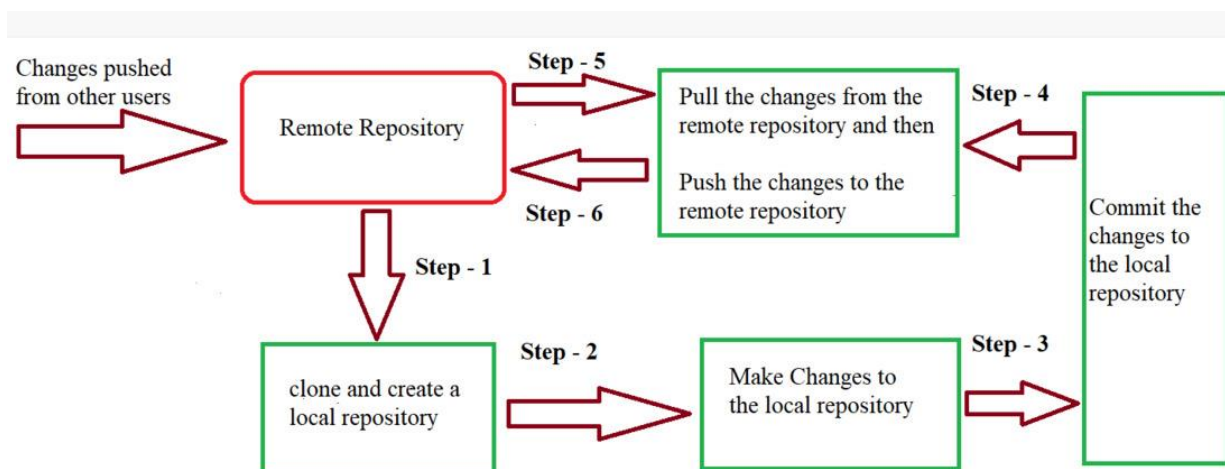 Changes pushed
from other users
Remote Repository
Step - 5
Pull the changes from the
remote repository and then
Push the changes to the
remote repository
Step - 4
Step - 6
Commit the
changes to
the local
repository
Step - 1
clone and create a
local repository
Step - 2
Make Changes to
the local repository
Step - 3